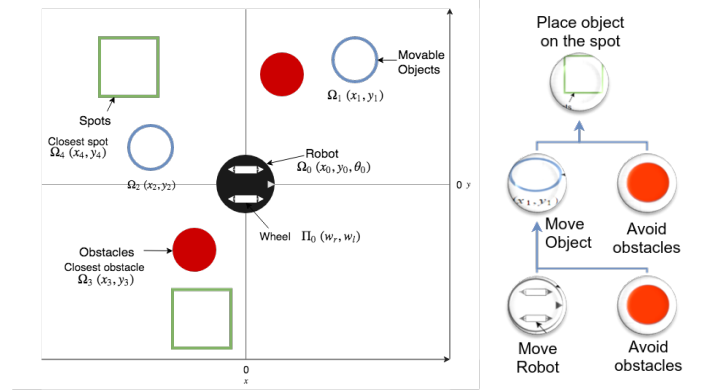 Movable
Objects
Ω₁ (x₁, y₁)
Spots
Closest spot
Ω₄ (x₄, y₄)
Ω₂ (x₂, y₂)
Robot
Ω₀ (x₀, y₀, θ₀)
0 y
Wheel Π₀ (wᵣ, wₗ)
Obstacles
Closest obstacle
Ω₃ (x₃, y₃)
0
x
Place object
on the spot
(x₁, y₁)
Move
Object
Avoid
obstacles
Move
Robot
Avoid
obstacles